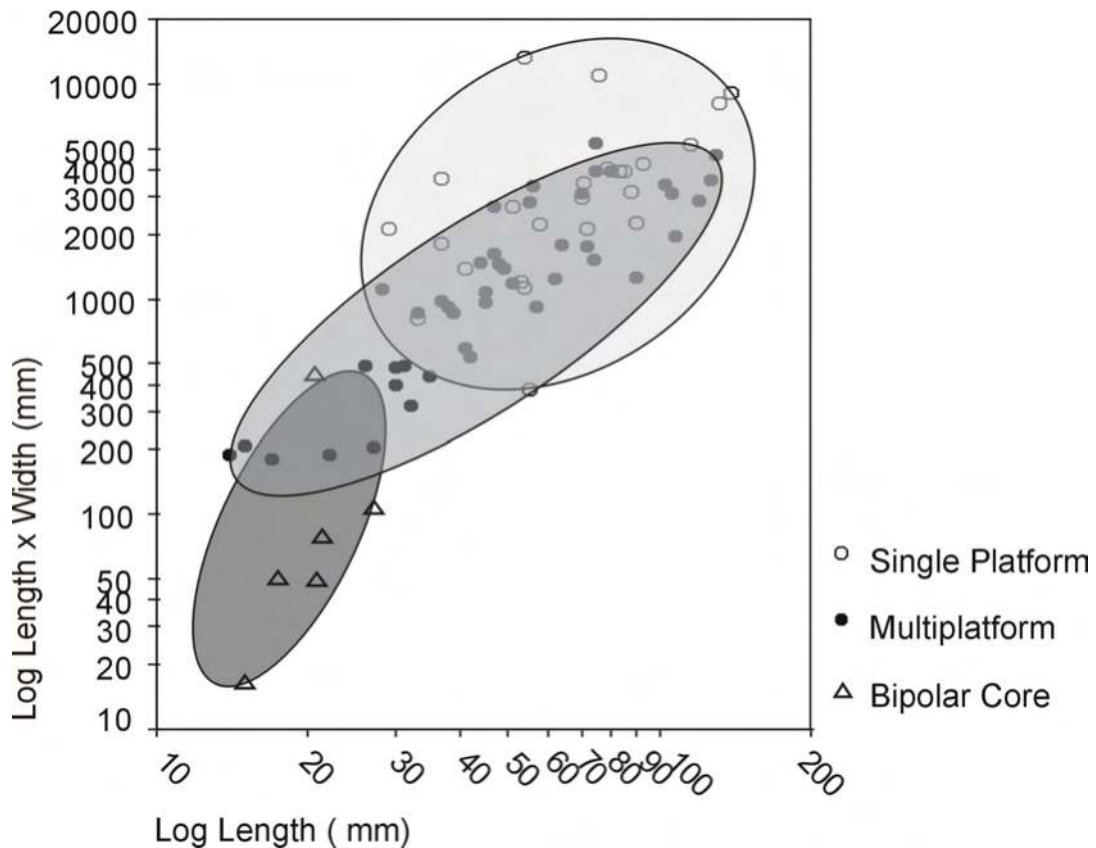 20000
10000
5000
4000
3000
2000
1000
500
400
300
200
100
50
40
30
20
10
Log Length x Width (mm)
10 20 30 40 50 60 70 80 90 100 200
Log Length ( mm)
Single Platform
Multiplatform
Bipolar Core